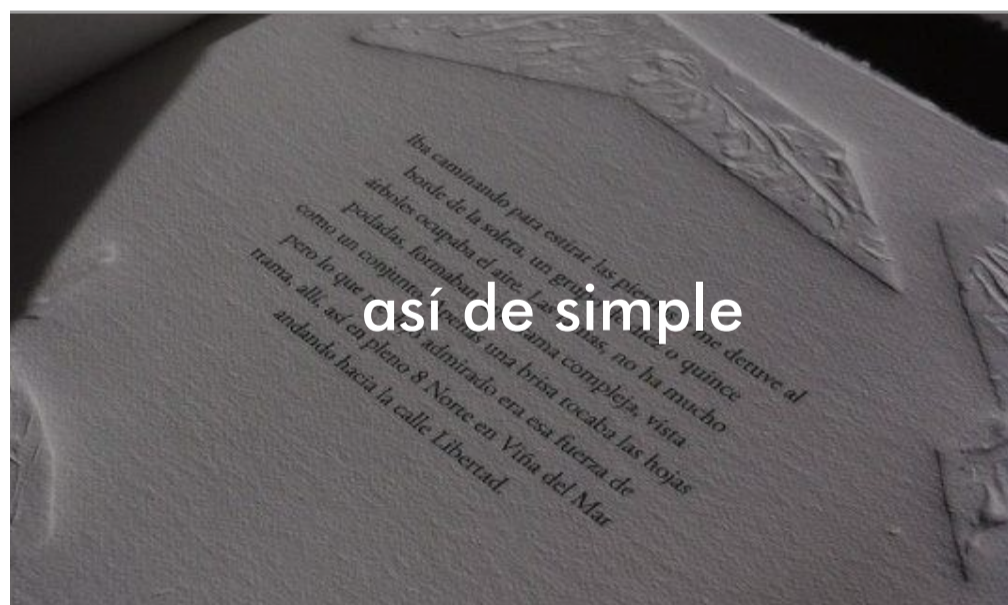 Iba caminando para estirar las me detuve al
borde de la solera, un diez o quince
árboles ocupaba el aire. Las ramas, no ha mucho
podadas, formaban trama compleja, vista
como un conjunto. una brisa tocaba las hojas
pero lo que admirado era esa fuerza de
trama, allí, así en pleno 8 Norte en Viña del Mar
andando hacia la calle Libertad.
así de simple